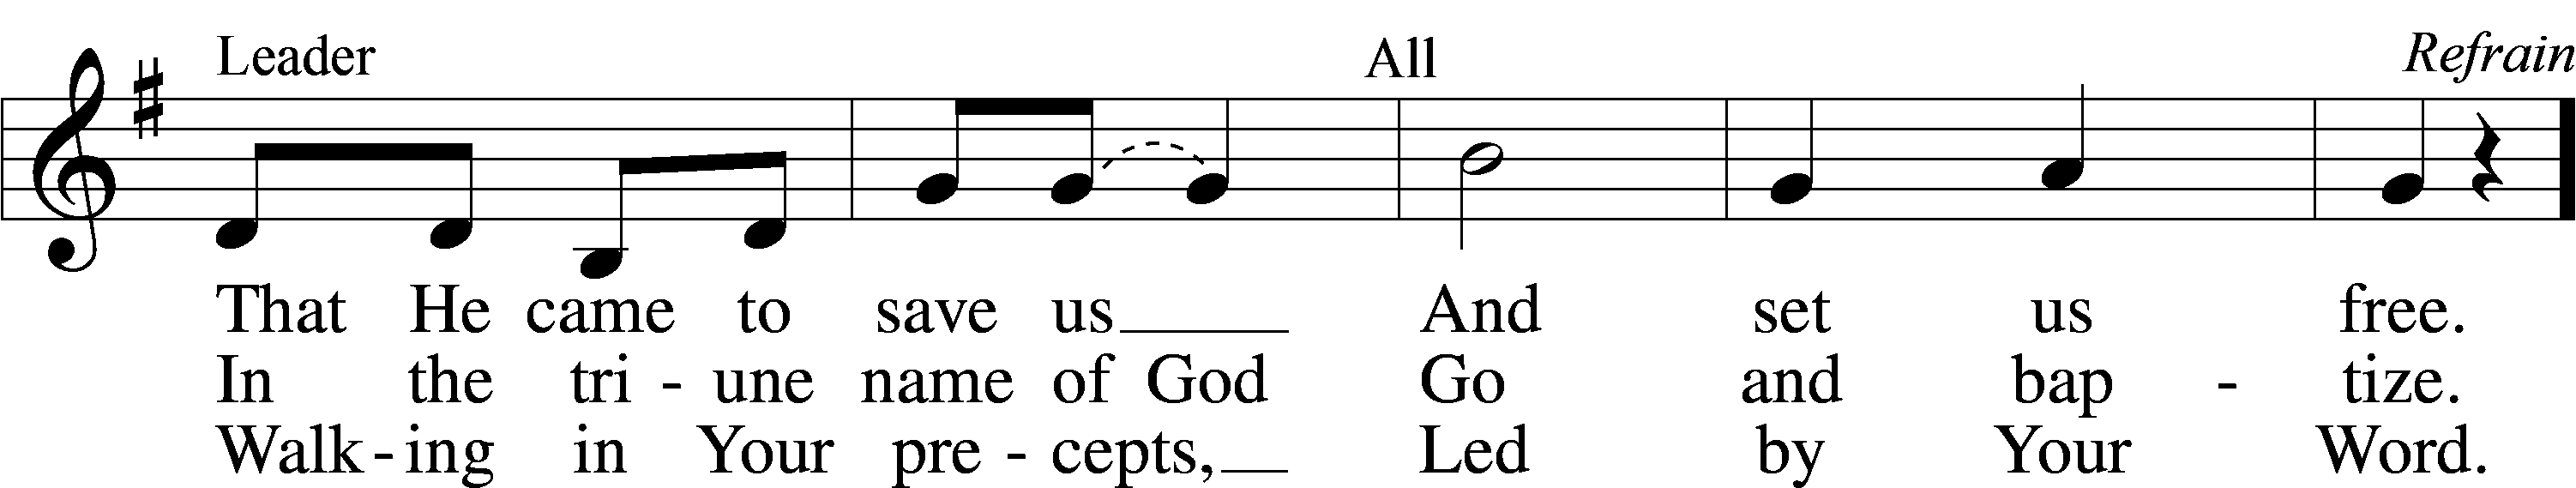 Leader All Refrain
That He came to save us And set us free.
In the tri - une name of God Go and bap - tize.
Walk - ing in Your pre - cepts, Led by Your Word.